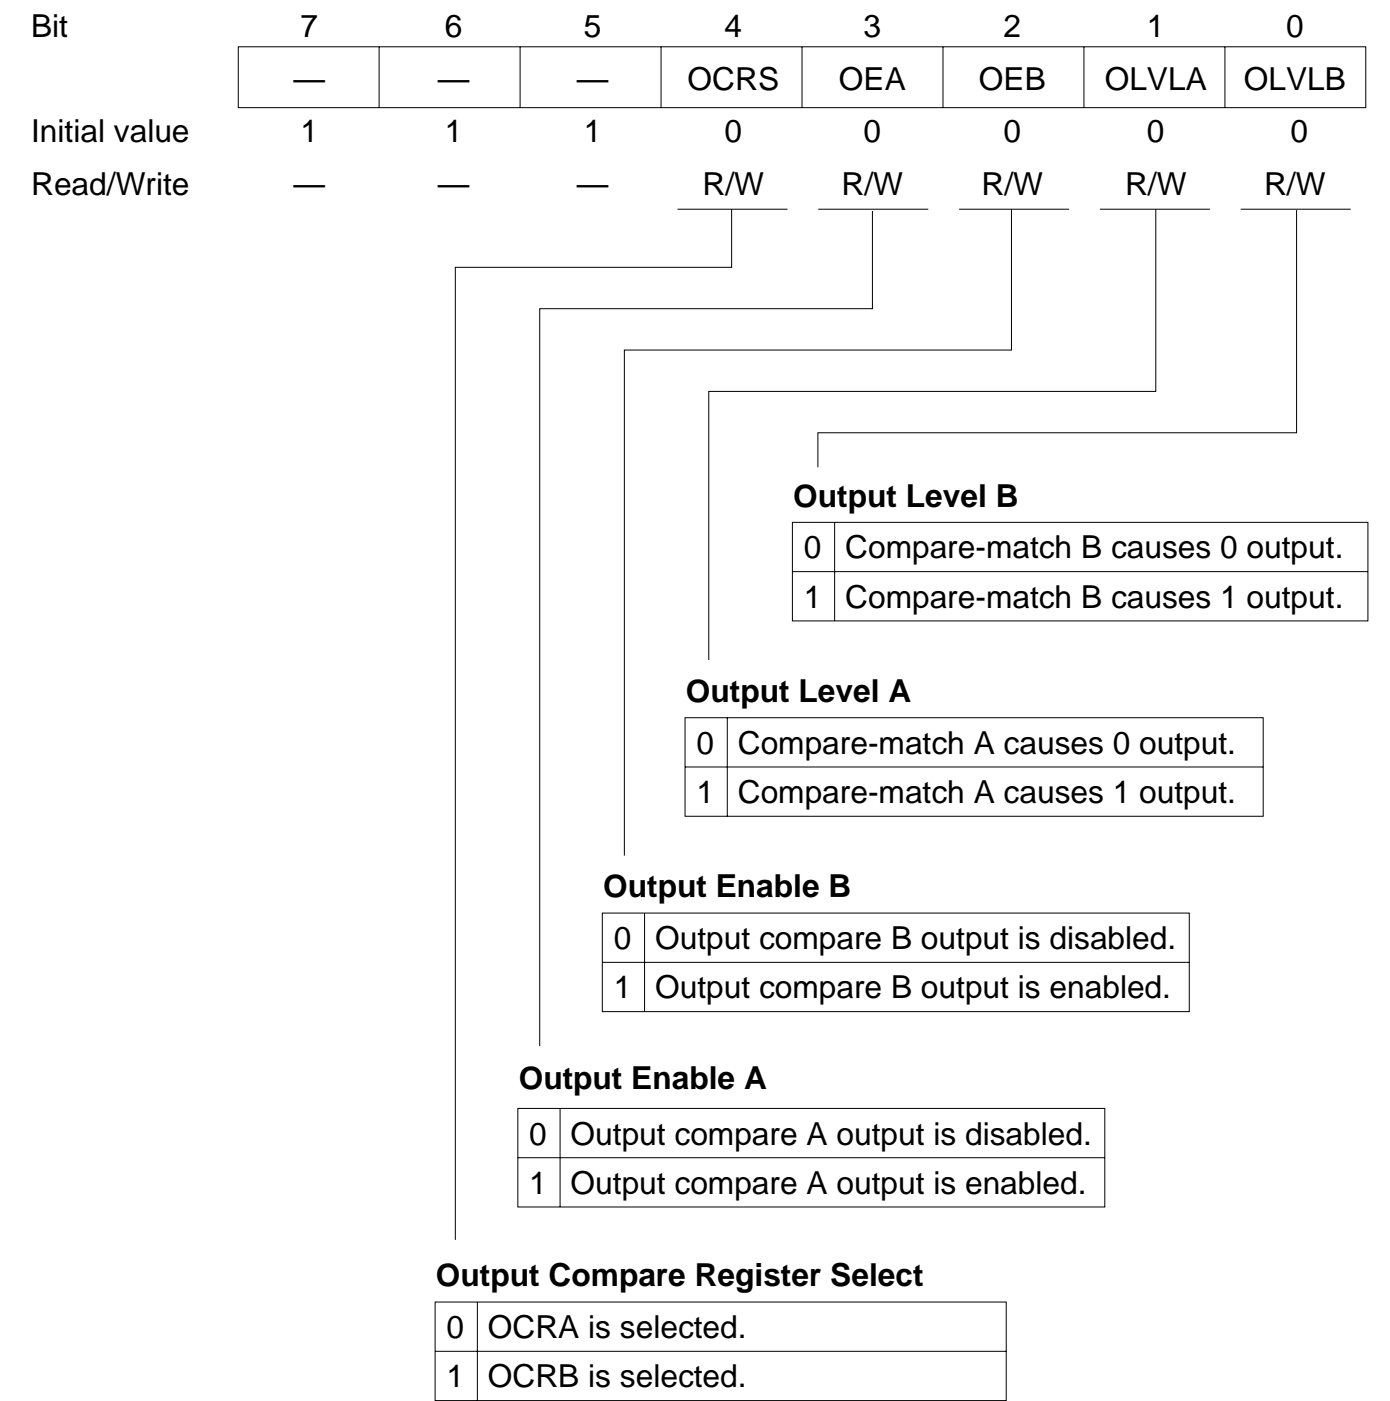 Bit 7 6 5 4 3 2 1 0
— — — OCRS OEA OEB OLVLA OLVLB
Initial value 1 1 1 0 0 0 0 0
Read/Write — — — R/W R/W R/W R/W R/W
Output Level B
0 Compare-match B causes 0 output.
1 Compare-match B causes 1 output.
Output Level A
0 Compare-match A causes 0 output.
1 Compare-match A causes 1 output.
Output Enable B
0 Output compare B output is disabled.
1 Output compare B output is enabled.
Output Enable A
0 Output compare A output is disabled.
1 Output compare A output is enabled.
Output Compare Register Select
0 OCRA is selected.
1 OCRB is selected.